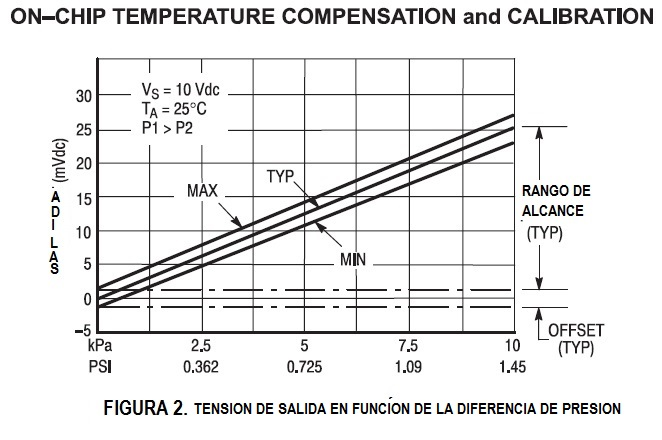 ON–CHIP TEMPERATURE COMPENSATION and CALIBRATION
30
25
20
15
10
5
0
–5
SALIDA (mVdc)
VS = 10 Vdc
TA = 25°C
P1 > P2
MAX
TYP
MIN
RANGO DE
ALCANCE
(TYP)
OFFSET
(TYP)
kPa 2.5 5 7.5 10
PSI 0.362 0.725 1.09 1.45
FIGURA 2. TENSION DE SALIDA EN FUNCÍON DE LA DIFERENCIA DE PRESION